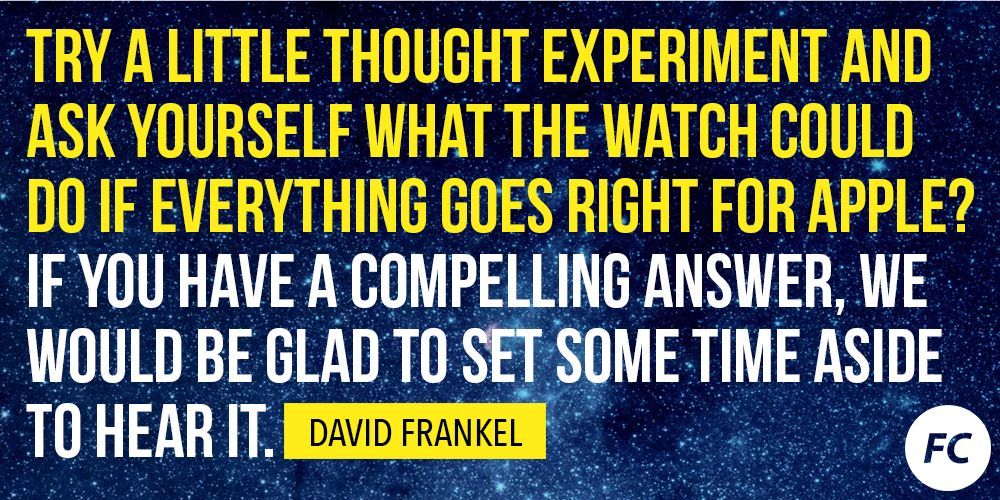 TRY A LITTLE THOUGHT EXPERIMENT AND
ASK YOURSELF WHAT THE WATCH COULD
DO IF EVERYTHING GOES RIGHT FOR APPLE?
IF YOU HAVE A COMPELLING ANSWER, WE
WOULD BE GLAD TO SET SOME TIME ASIDE
TO HEAR IT. DAVID FRANKEL
FC